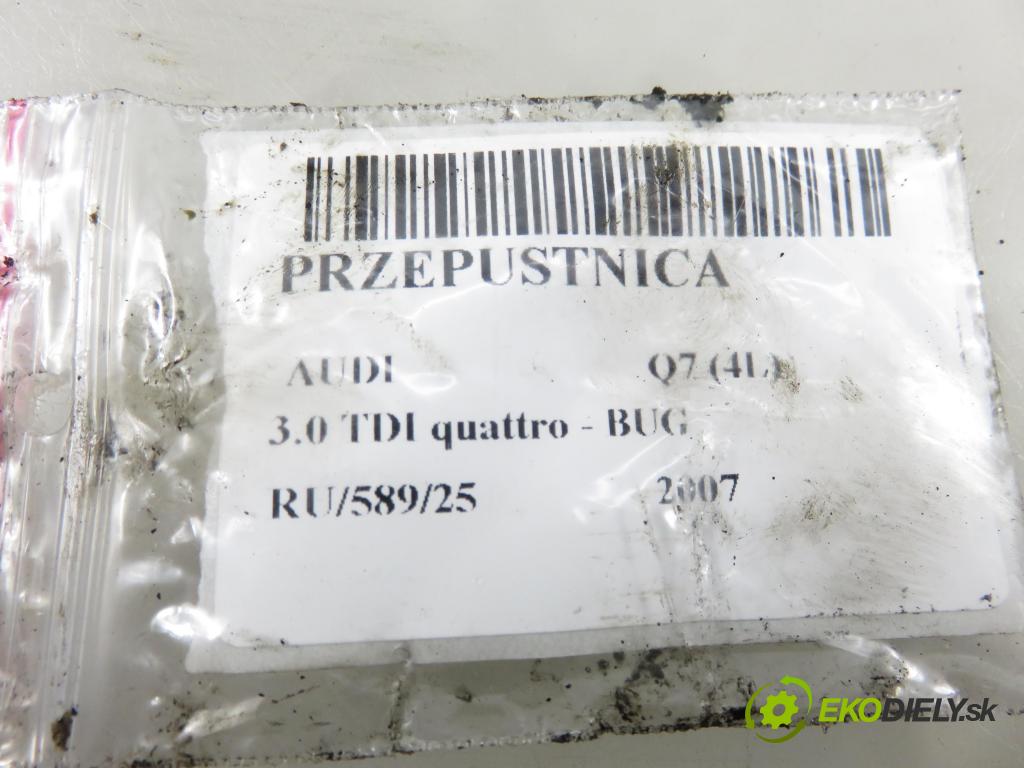 PRZEPUSTNICA
AUDI Q7 (4L)
3.0 TDI quattro - BUG
RU/589/25 2007
EKODIELY.sk